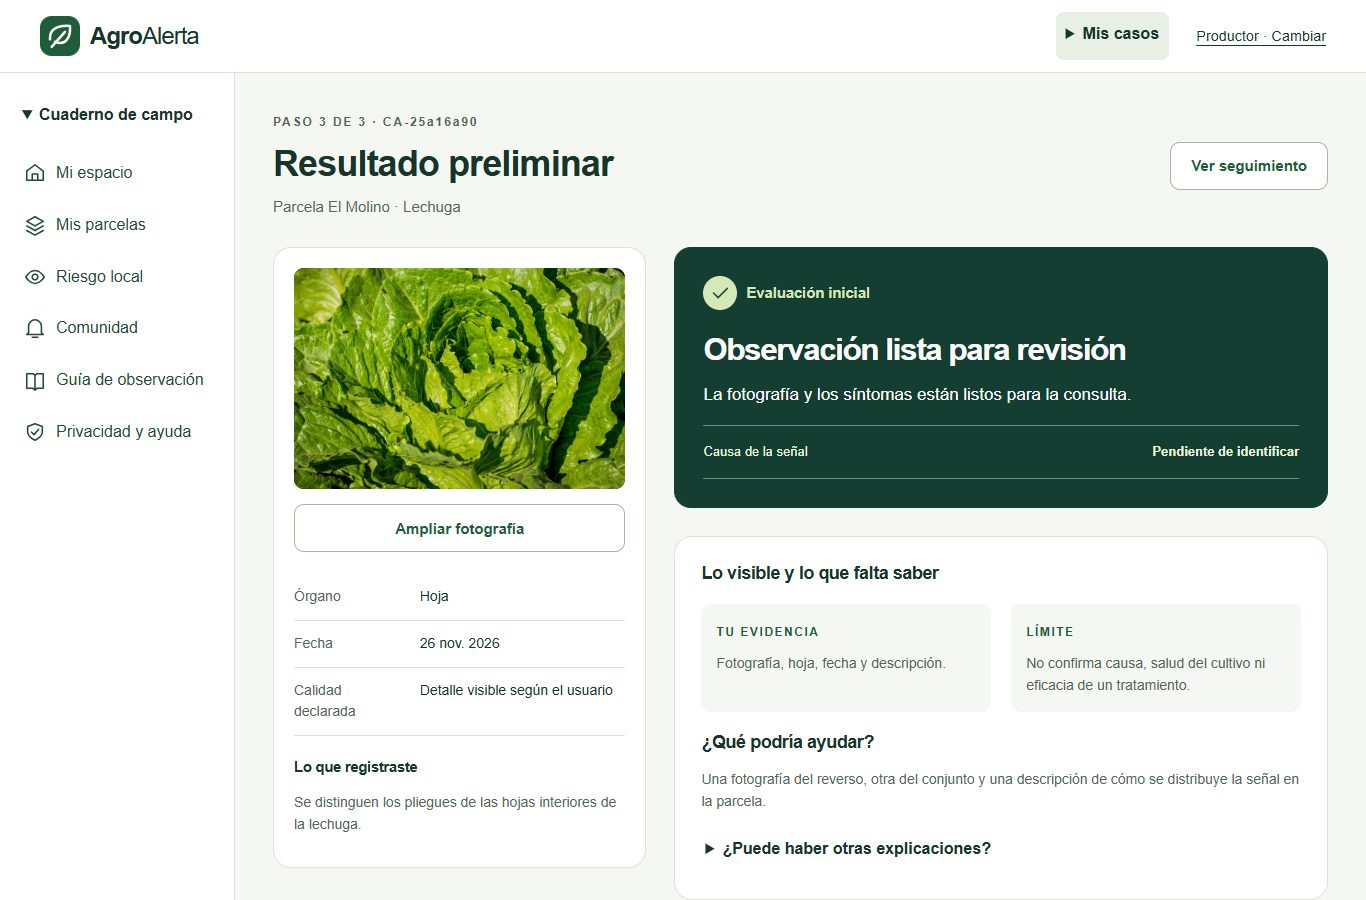 AgroAlerta
Mis casos
Productor · Cambiar
Cuaderno de campo
Mi espacio
Mis parcelas
Riesgo local
Comunidad
Guía de observación
Privacidad y ayuda
PASO 3 DE 3 · CA-25a16a90
Resultado preliminar
Parcela El Molino · Lechuga
Ver seguimiento
Ampliar fotografía
Órgano Hoja
Fecha 26 nov. 2026
Calidad Detalle visible según el usuario
declarada
Lo que registraste
Se distinguen los pliegues de las hojas interiores de
la lechuga.
Evaluación inicial
Observación lista para revisión
La fotografía y los síntomas están listos para la consulta.
Causa de la señal Pendiente de identificar
Lo visible y lo que falta saber
TU EVIDENCIA
Fotografía, hoja, fecha y descripción.
LÍMITE
No confirma causa, salud del cultivo ni
eficacia de un tratamiento.
¿Qué podría ayudar?
Una fotografía del reverso, otra del conjunto y una descripción de cómo se distribuye la señal en
la parcela.
¿Puede haber otras explicaciones?